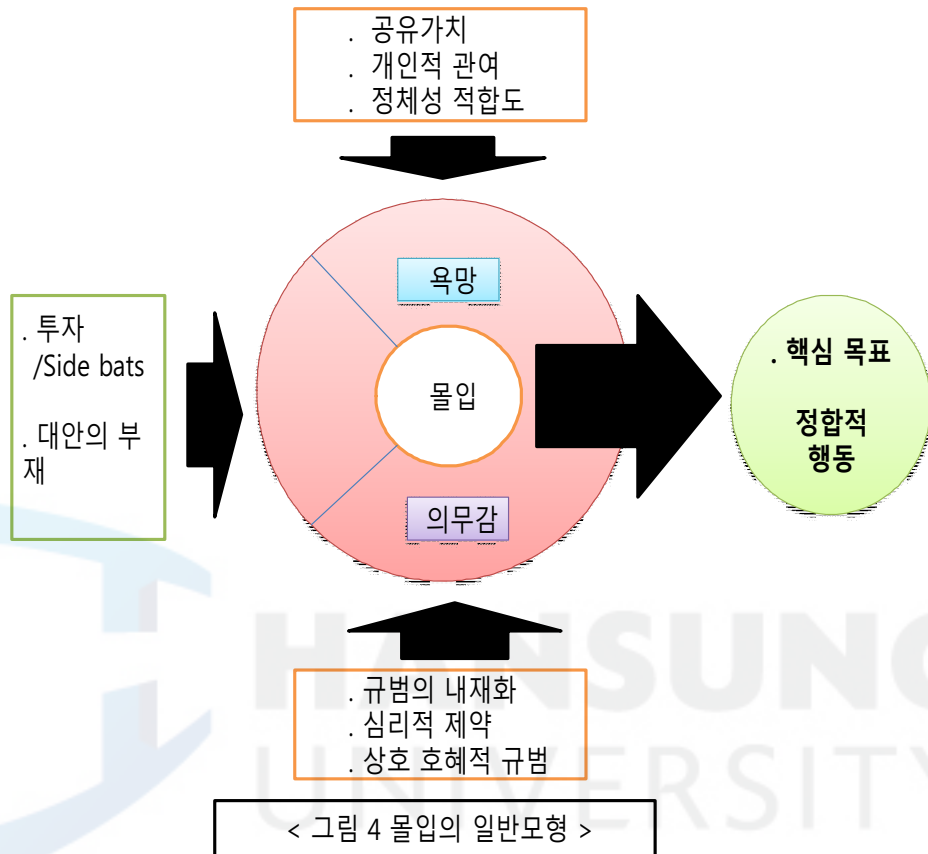 . 공유가치
. 개인적 관여
. 정체성 적합도
욕망
. 투자
/Side bats
. 대안의 부
재
몰입
. 핵심 목표
정합적
행동
의무감
. 규범의 내재화
. 심리적 제약
. 상호 호혜적 규범
< 그림 4 몰입의 일반모형 >
HANSUNG
UNIVERSITY